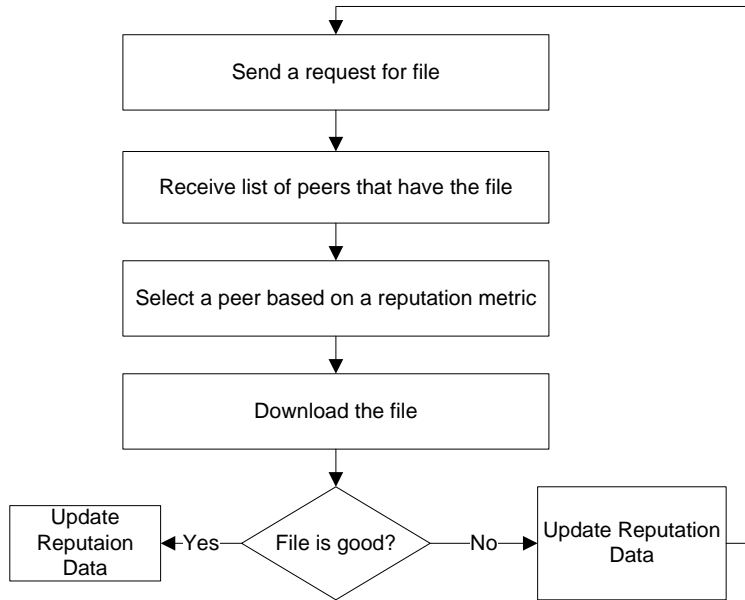 Send a request for file
Receive list of peers that have the file
Select a peer based on a reputation metric
Download the file
Update
Reputaion
Data
Yes
File is good?
No
Update Reputation
Data